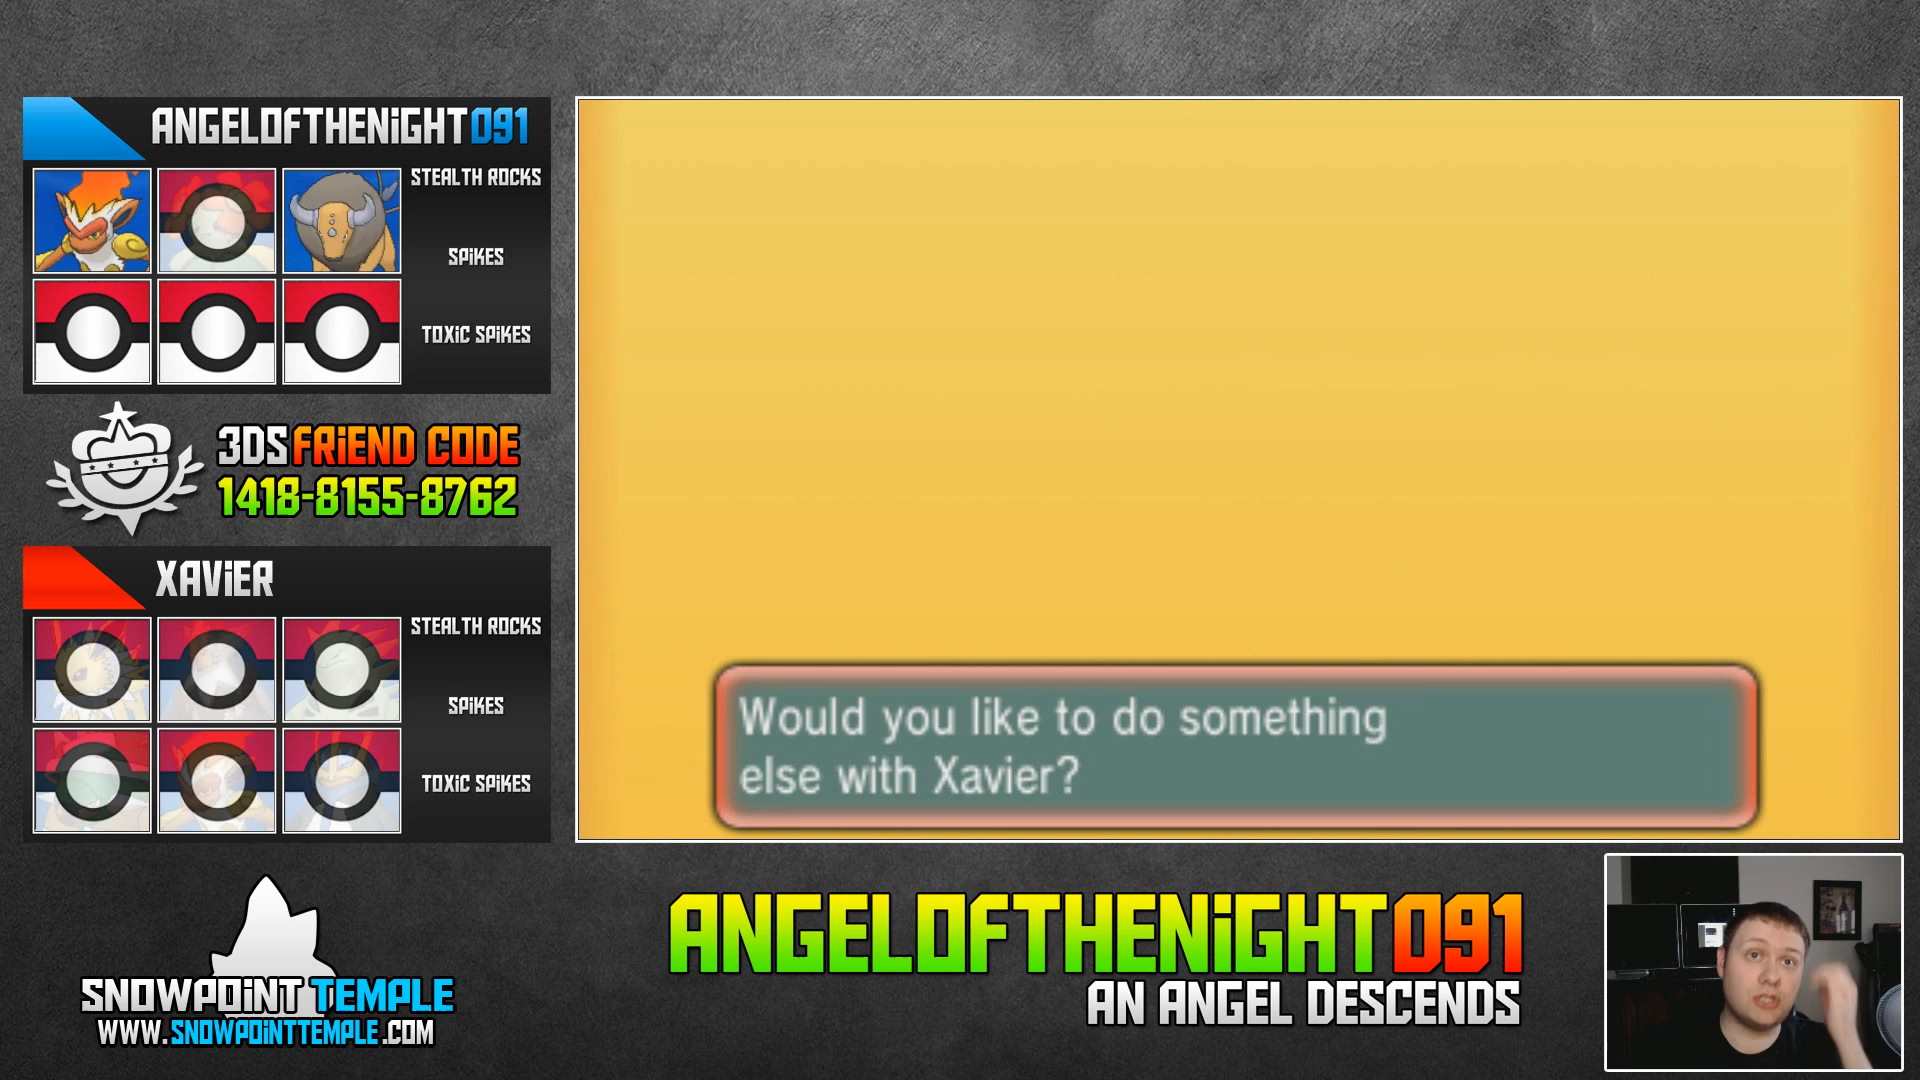 ANGELOFTHENiGHT091
STEALTH ROCKS
SPiKES
TOXiC SPiKES
3DS FRiEND CODE
1418-8155-8762
XAViER
STEALTH ROCKS
SPiKES
TOXiC SPiKES
Would you like to do something
else with Xavier?
SNOWPOiNT TEMPLE
WWW.SNOWPOiNTTEMPLE.COM
ANGELOFTHENiGHT091
AN ANGEL DESCENDS